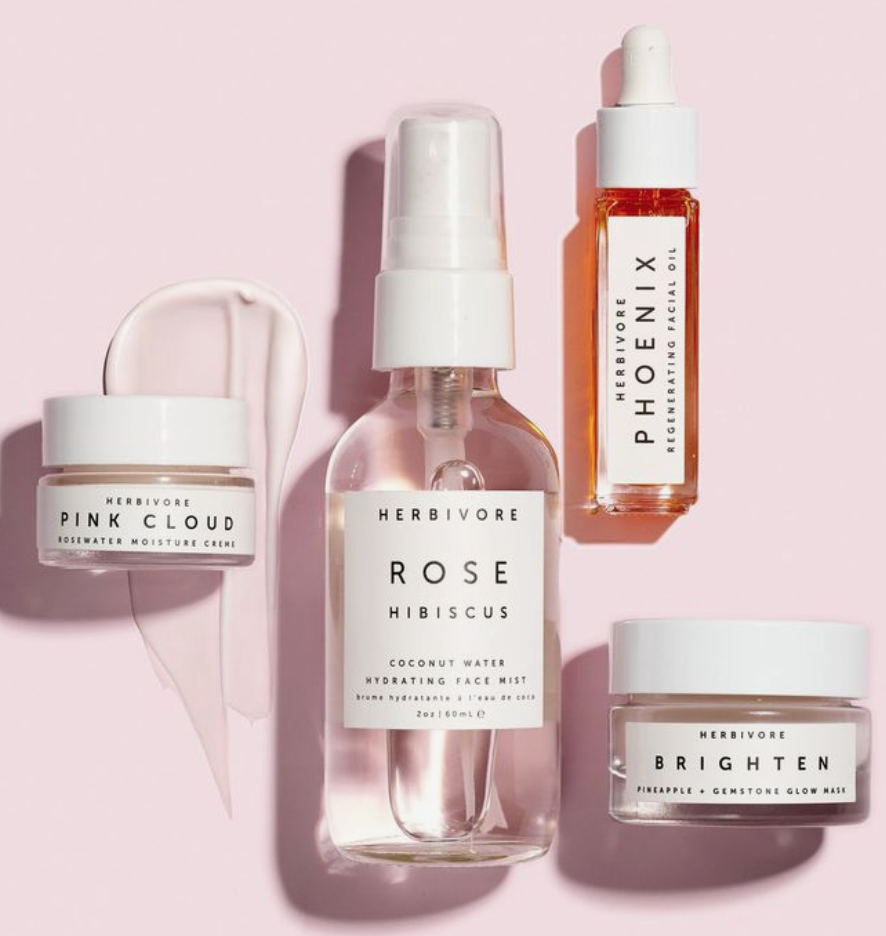 HERBIVORE
PHOENIX
REGENERATING FACIAL OIL
HERBIVORE
PINK CLOUD
ROSEWATER MOISTURE CREME
HERBIVORE
ROSE
HIBISCUS
COCONUT WATER
HYDRATING FACE MIST
brume hydratante à l'eau de coco
2oz | 60mL ℮
HERBIVORE
BRIGHTEN
PINEAPPLE + GEMSTONE GLOW MASK